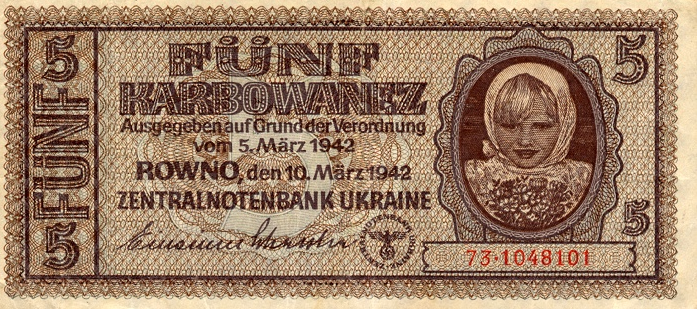 5 FÜNF 5
FÜNF
KARBOWANEZ
Ausgegeben auf Grund der Verordnung
vom 5. März 1942
ROWNO, den 10. März 1942
ZENTRALNOTENBANK UKRAINE
5
5
73·1048101